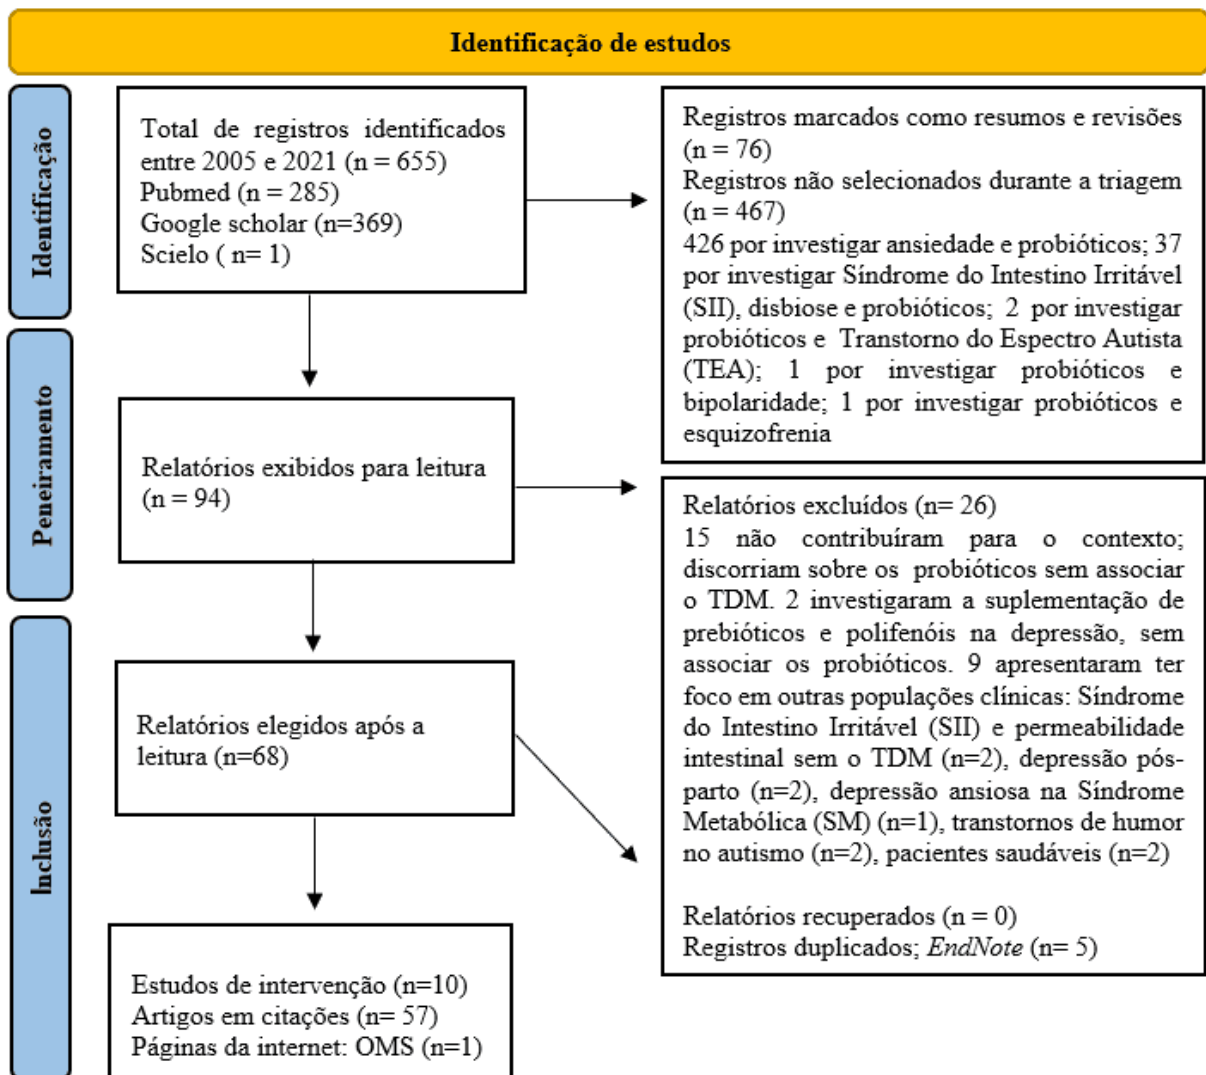 Identificação de estudos
Identificação
Total de registros identificados
entre 2005 e 2021 (n = 655)
Pubmed (n = 285)
Google scholar (n=369)
Scielo ( n= 1)
Registros marcados como resumos e revisões
(n = 76)
Registros não selecionados durante a triagem
(n = 467)
426 por investigar ansiedade e probióticos; 37
por investigar Síndrome do Intestino Irritável
(SII), disbiose e probióticos; 2 por investigar
probióticos e Transtorno do Espectro Autista
(TEA); 1 por investigar probióticos e
bipolaridade; 1 por investigar probióticos e
esquizofrenia
Peneiramento
Relatórios exibidos para leitura
(n = 94)
Relatórios excluídos (n= 26)
15 não contribuíram para o contexto;
discorriam sobre os probióticos sem associar
o TDM. 2 investigaram a suplementação de
prebióticos e polifenóis na depressão, sem
associar os probióticos. 9 apresentaram ter
foco em outras populações clínicas: Síndrome
do Intestino Irritável (SII) e permeabilidade
intestinal sem o TDM (n=2), depressão pós-
parto (n=2), depressão ansiosa na Síndrome
Metabólica (SM) (n=1), transtornos de humor
no autismo (n=2), pacientes saudáveis (n=2)
Relatórios recuperados (n = 0)
Registros duplicados; EndNote (n= 5)
Inclusão
Relatórios elegidos após a
leitura (n=68)
Estudos de intervenção (n=10)
Artigos em citações (n= 57)
Páginas da internet: OMS (n=1)